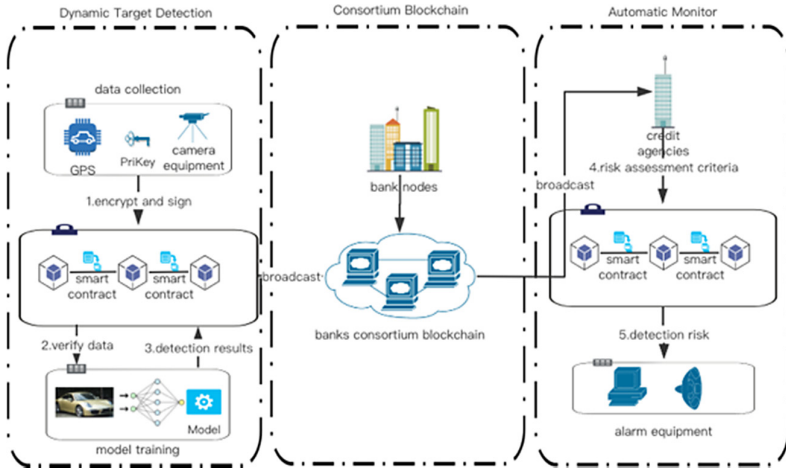 Dynamic Target Detection
data collection
GPS
PriKey
camera
equipment
1.encrypt and sign
smart
contract
smart
contract
2.verify data
3.detection results
Model
model training
broadcast
Consortium Blockchain
bank nodes
banks consortium blockchain
broadcast
Automatic Monitor
credit
agencies
4.risk assessment criteria
smart
contract
smart
contract
5.detection risk
alarm equipment